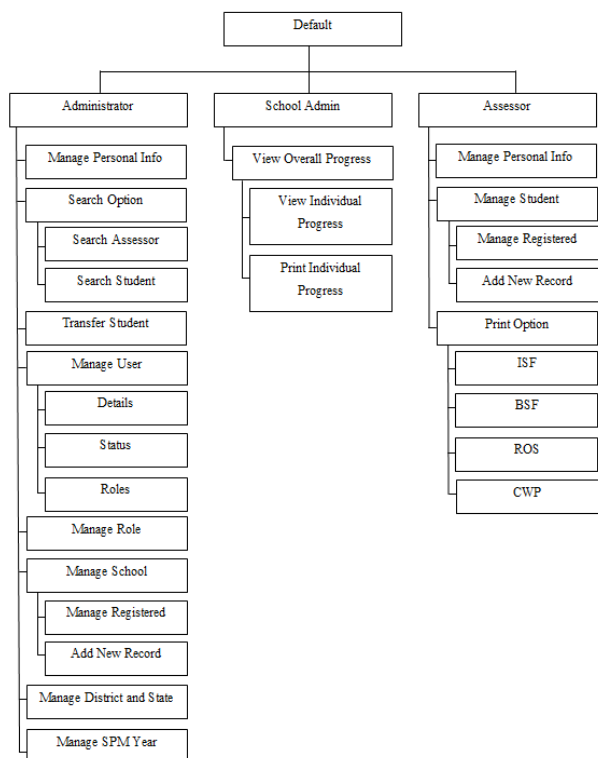 Default
Administrator
Manage Personal Info
Search Option
Search Assessor
Search Student
Transfer Student
Manage User
Details
Status
Roles
Manage Role
Manage School
Manage Registered
Add New Record
Manage District and State
Manage SPM Year
School Admin
View Overall Progress
View Individual
Progress
Print Individual
Progress
Assessor
Manage Personal Info
Manage Student
Manage Registered
Add New Record
Print Option
ISF
BSF
ROS
CWP